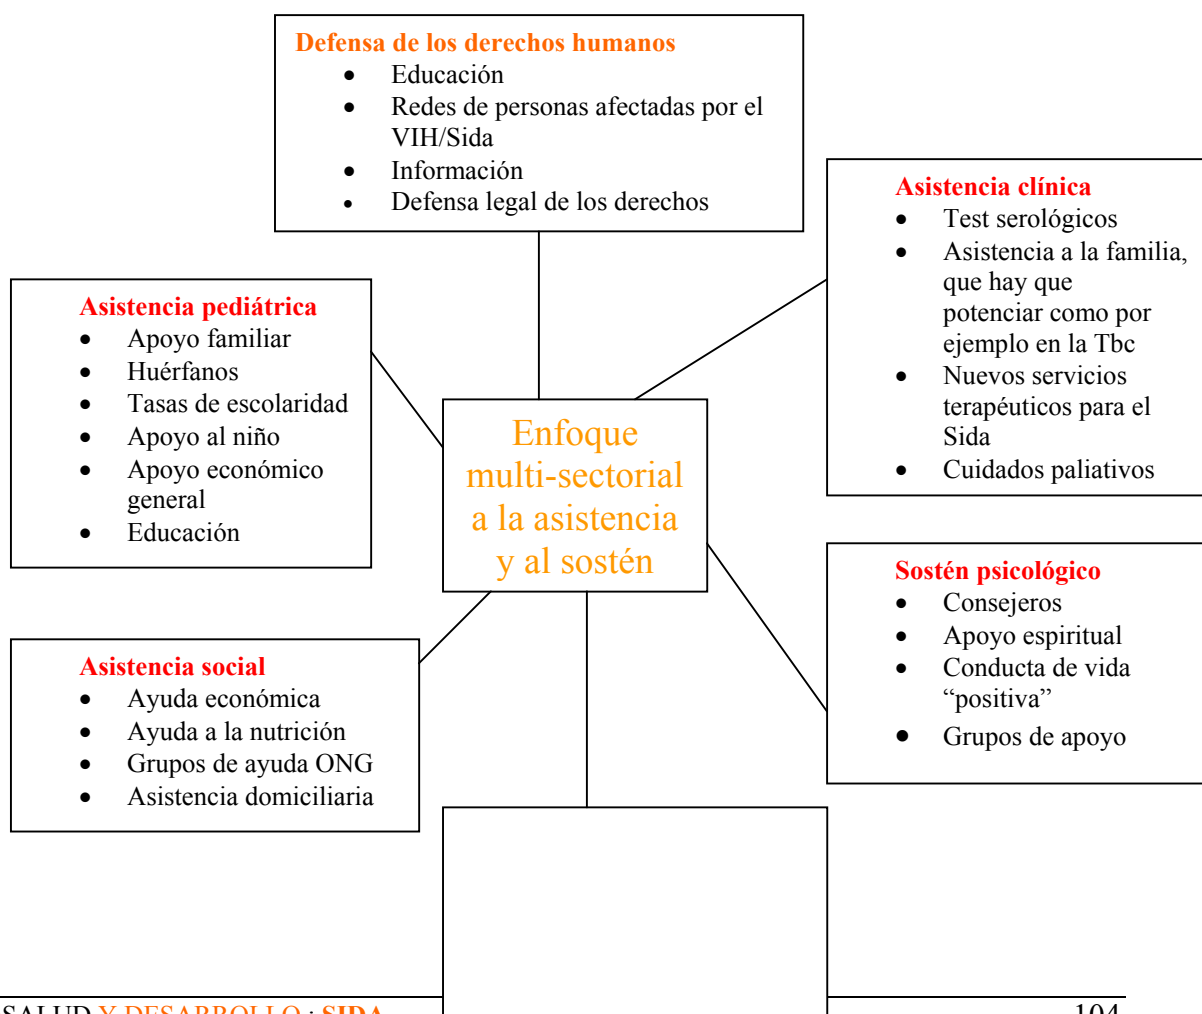 Defensa de los derechos humanos
• Educación
• Redes de personas afectadas por el
VIH/Sida
• Información
• Defensa legal de los derechos
Asistencia clínica
• Test serológicos
• Asistencia a la familia,
que hay que
potenciar como por
ejemplo en la Tbc
• Nuevos servicios
terapéuticos para el
Sida
• Cuidados paliativos
Asistencia pediátrica
• Apoyo familiar
• Huérfanos
• Tasas de escolaridad
• Apoyo al niño
• Apoyo económico
general
• Educación
Enfoque
multi-sectorial
a la asistencia
y al sostén
Sostén psicológico
• Consejeros
• Apoyo espiritual
• Conducta de vida
“positiva”
• Grupos de apoyo
Asistencia social
• Ayuda económica
• Ayuda a la nutrición
• Grupos de ayuda ONG
• Asistencia domiciliaria
SALUD Y DESARROLLO : SIDA
104